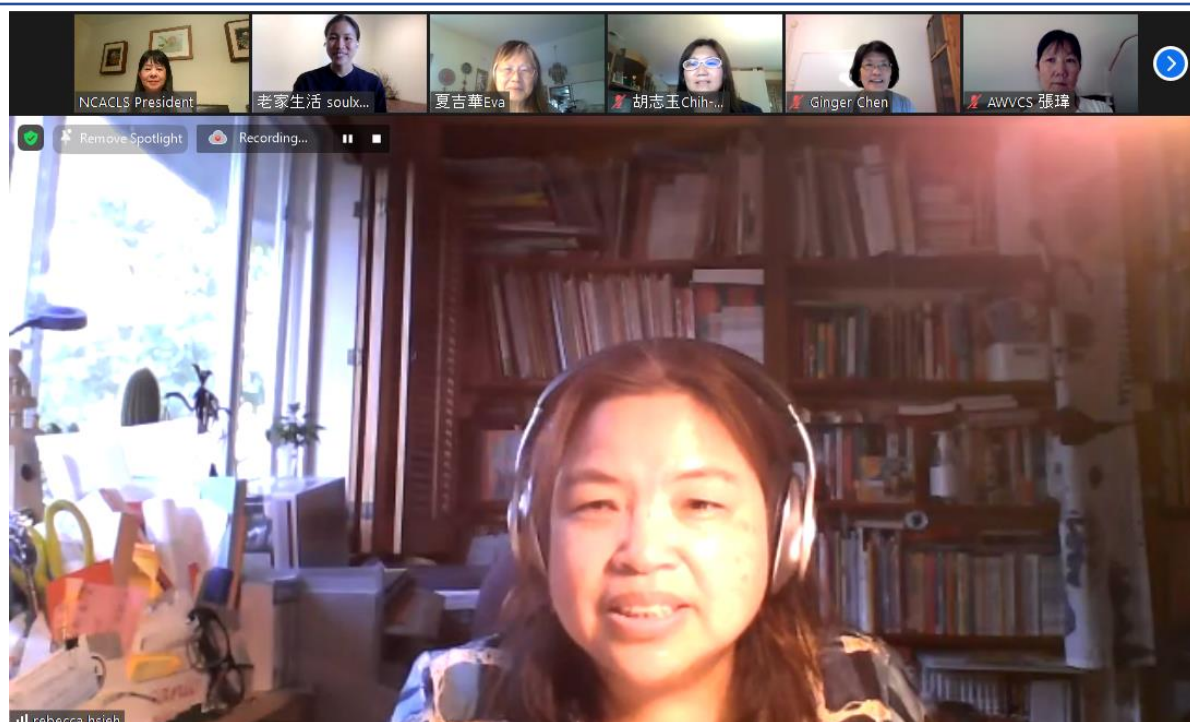 NCACLS President
老家生活 soulx...
夏吉華Eva
胡志玉Chih-...
Ginger Chen
AWVCS 張瑋
Remove Spotlight
Recording...
rebecca hsieh